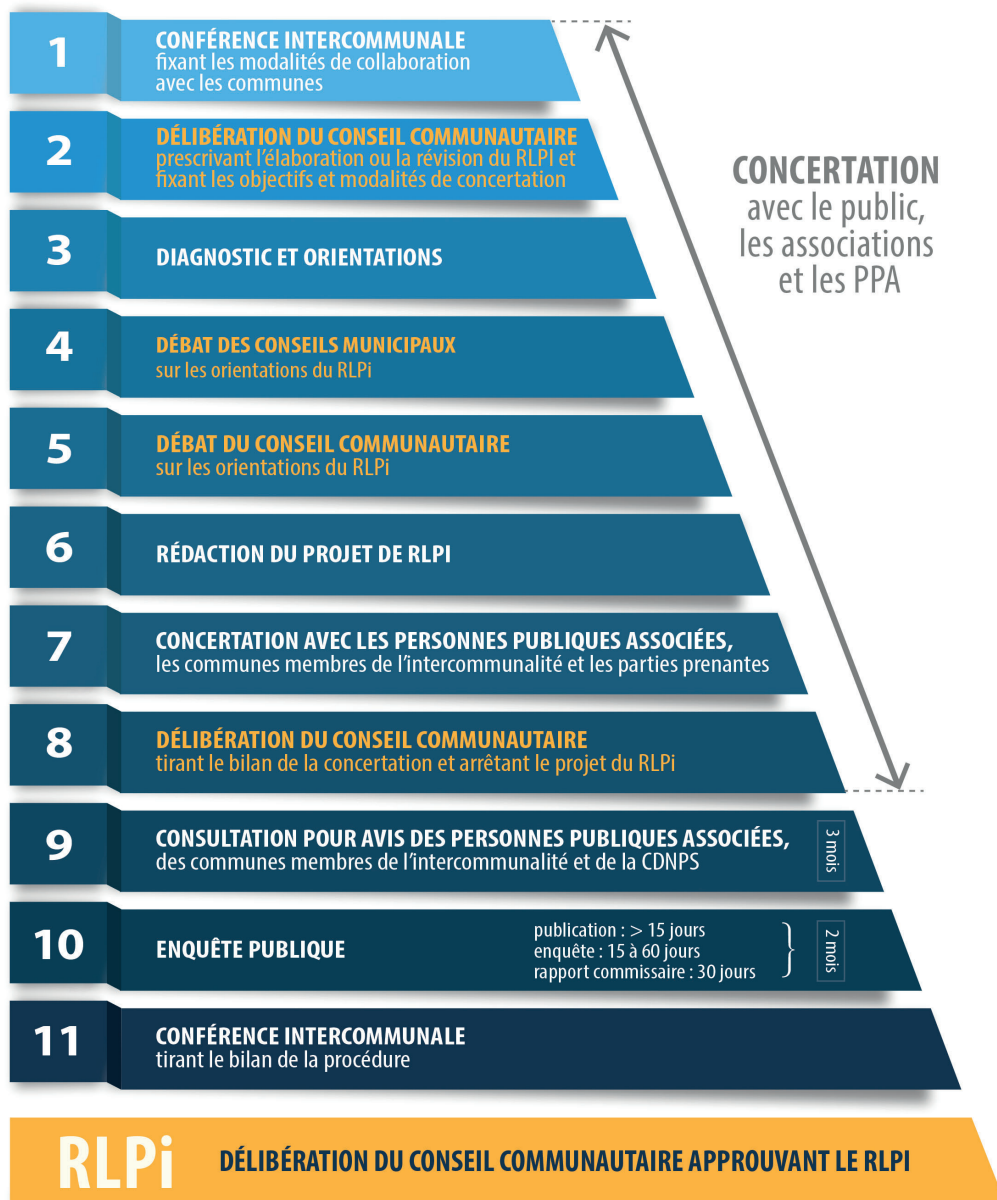 1
CONFÉRENCE INTERCOMMUNALE
fixant les modalités de collaboration
avec les communes
2
DÉLIBÉRATION DU CONSEIL COMMUNAUTAIRE
prescrivant l'élaboration ou la révision du RLPI et
fixant les objectifs et modalités de concertation
CONCERTATION
avec le public,
les associations
et les PPA
3
DIAGNOSTIC ET ORIENTATIONS
4
DÉBAT DES CONSEILS MUNICIPAUX
sur les orientations du RLPi
5
DÉBAT DU CONSEIL COMMUNAUTAIRE
sur les orientations du RLPi
6
RÉDACTION DU PROJET DE RLPI
7
CONCERTATION AVEC LES PERSONNES PUBLIQUES ASSOCIÉES,
les communes membres de l'intercommunalité et les parties prenantes
8
DÉLIBÉRATION DU CONSEIL COMMUNAUTAIRE
tirant le bilan de la concertation et arrêtant le projet du RLPi
9
CONSULTATION POUR AVIS DES PERSONNES PUBLIQUES ASSOCIÉES,
des communes membres de l'intercommunalité et de la CDNPS
3 mois
10
ENQUÊTE PUBLIQUE
publication : > 15 jours
enquête : 15 à 60 jours
rapport commissaire : 30 jours
2 mois
11
CONFÉRENCE INTERCOMMUNALE
tirant le bilan de la procédure
RLPi
DÉLIBÉRATION DU CONSEIL COMMUNAUTAIRE APPROUVANT LE RLPI